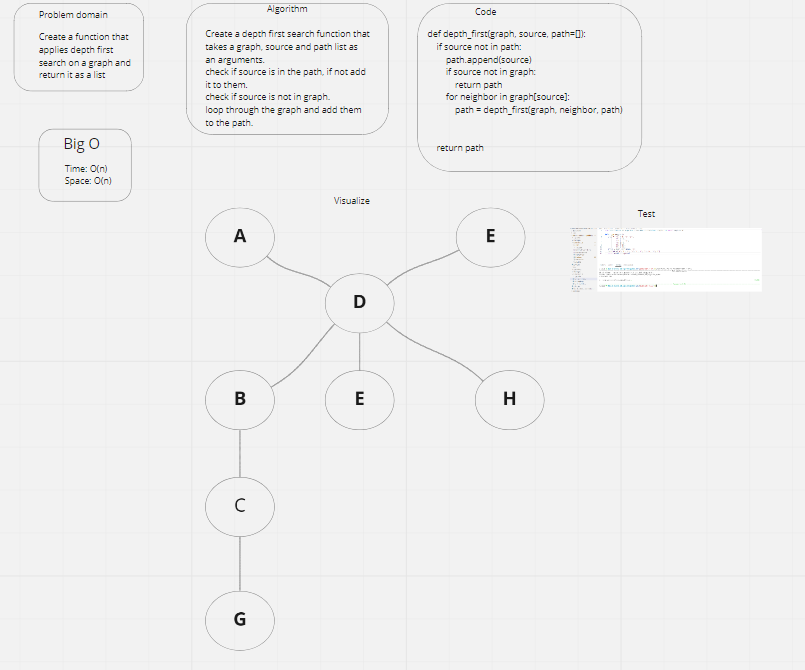 Problem domain
Create a function that
applies depth first
search on a graph and
return it as a list
Algorithm
Create a depth first search function that
takes a graph, source and path list as
an arguments.
check if source is in the path, if not add
it to them.
check if source is not in graph.
loop through the graph and add them
to the path.
Code
def depth_first(graph, source, path=[]):
if source not in path:
path.append(source)
if source not in graph:
return path
for neighbor in graph[source]:
path = depth_first(graph, neighbor, path)
return path
Big O
Time: O(n)
Space: O(n)
Visualize
Test
A
E
D
B
E
H
C
G